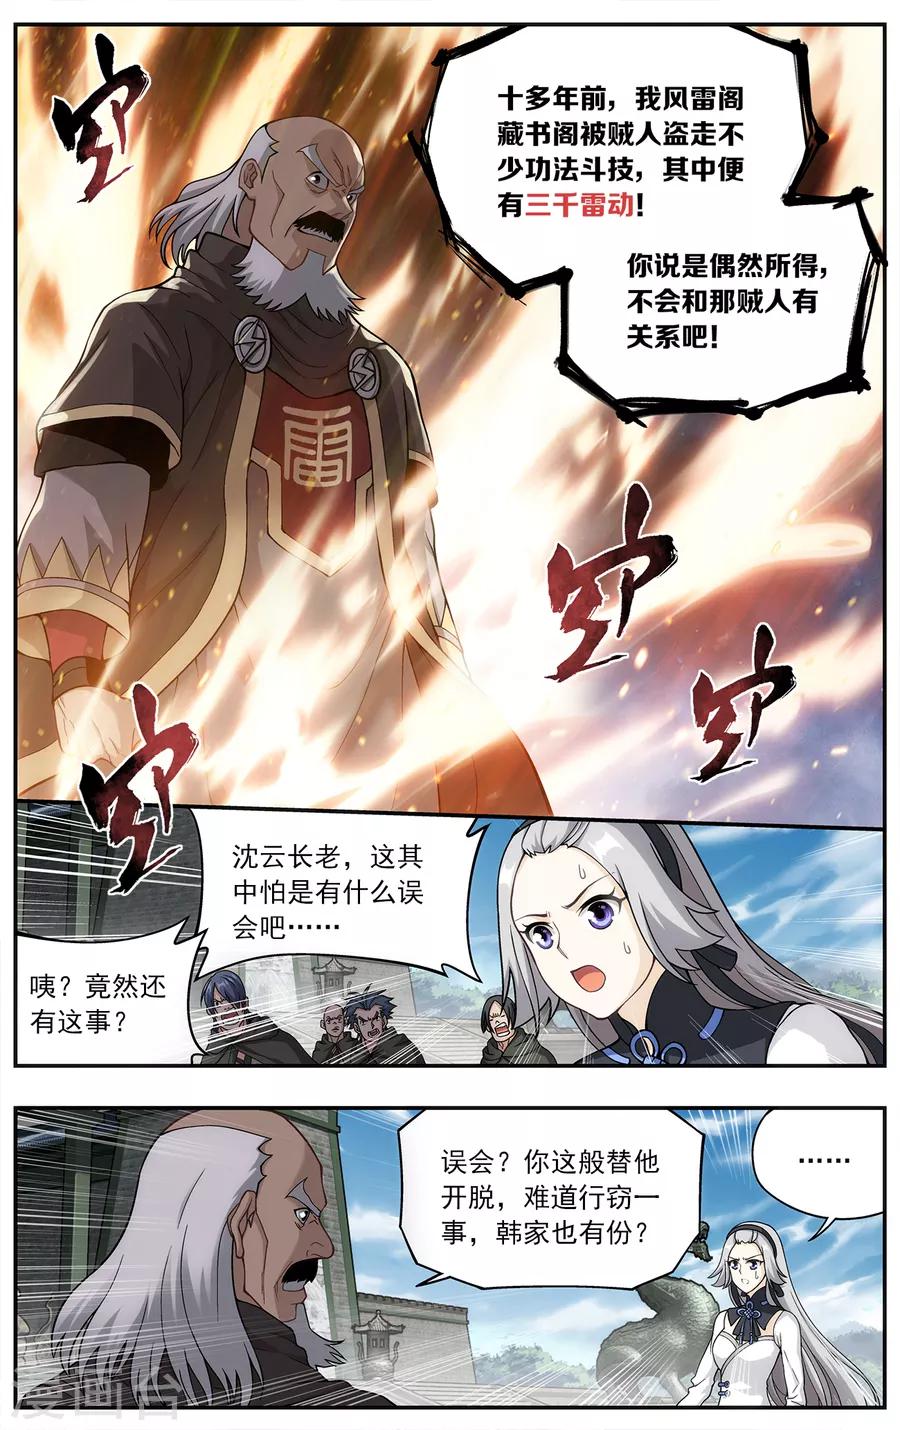 十多年前，我风雷阁
藏书阁被贼人盗走不
少功法斗技，其中便
有三千雷动！
你说是偶然所得，
不会和那贼人有
关系吧！
雷
沈云长老，这其
中怕是有什么误
会吧……
咦？竟然还
有这事？
误会？你这般替他
开脱，难道行窃一
事，韩家也有份？
……
漫画台